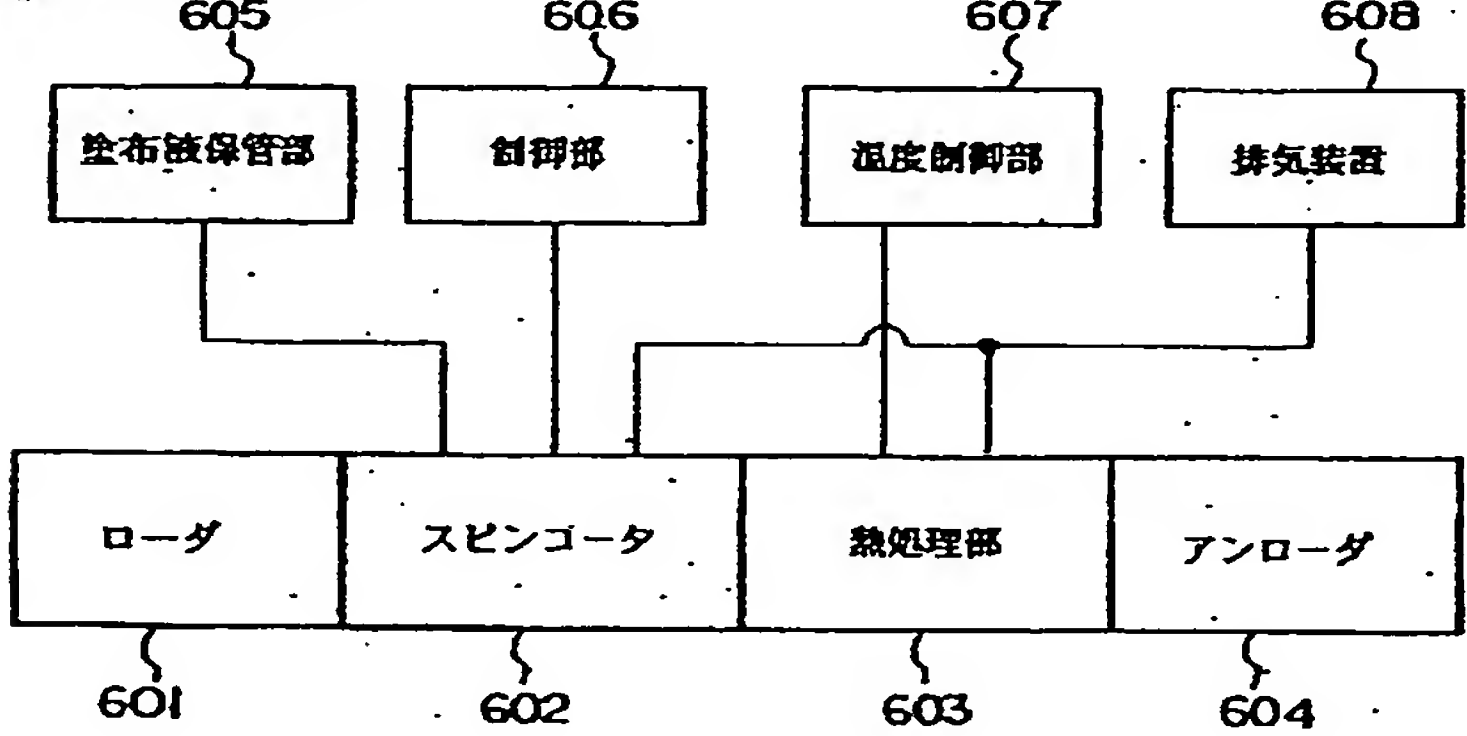 605 606 607 608
塗布液保管部 制御部 温度制御部 排気装置
ローダ スピンコータ 熱処理部 アンローダ
601 602 603 604